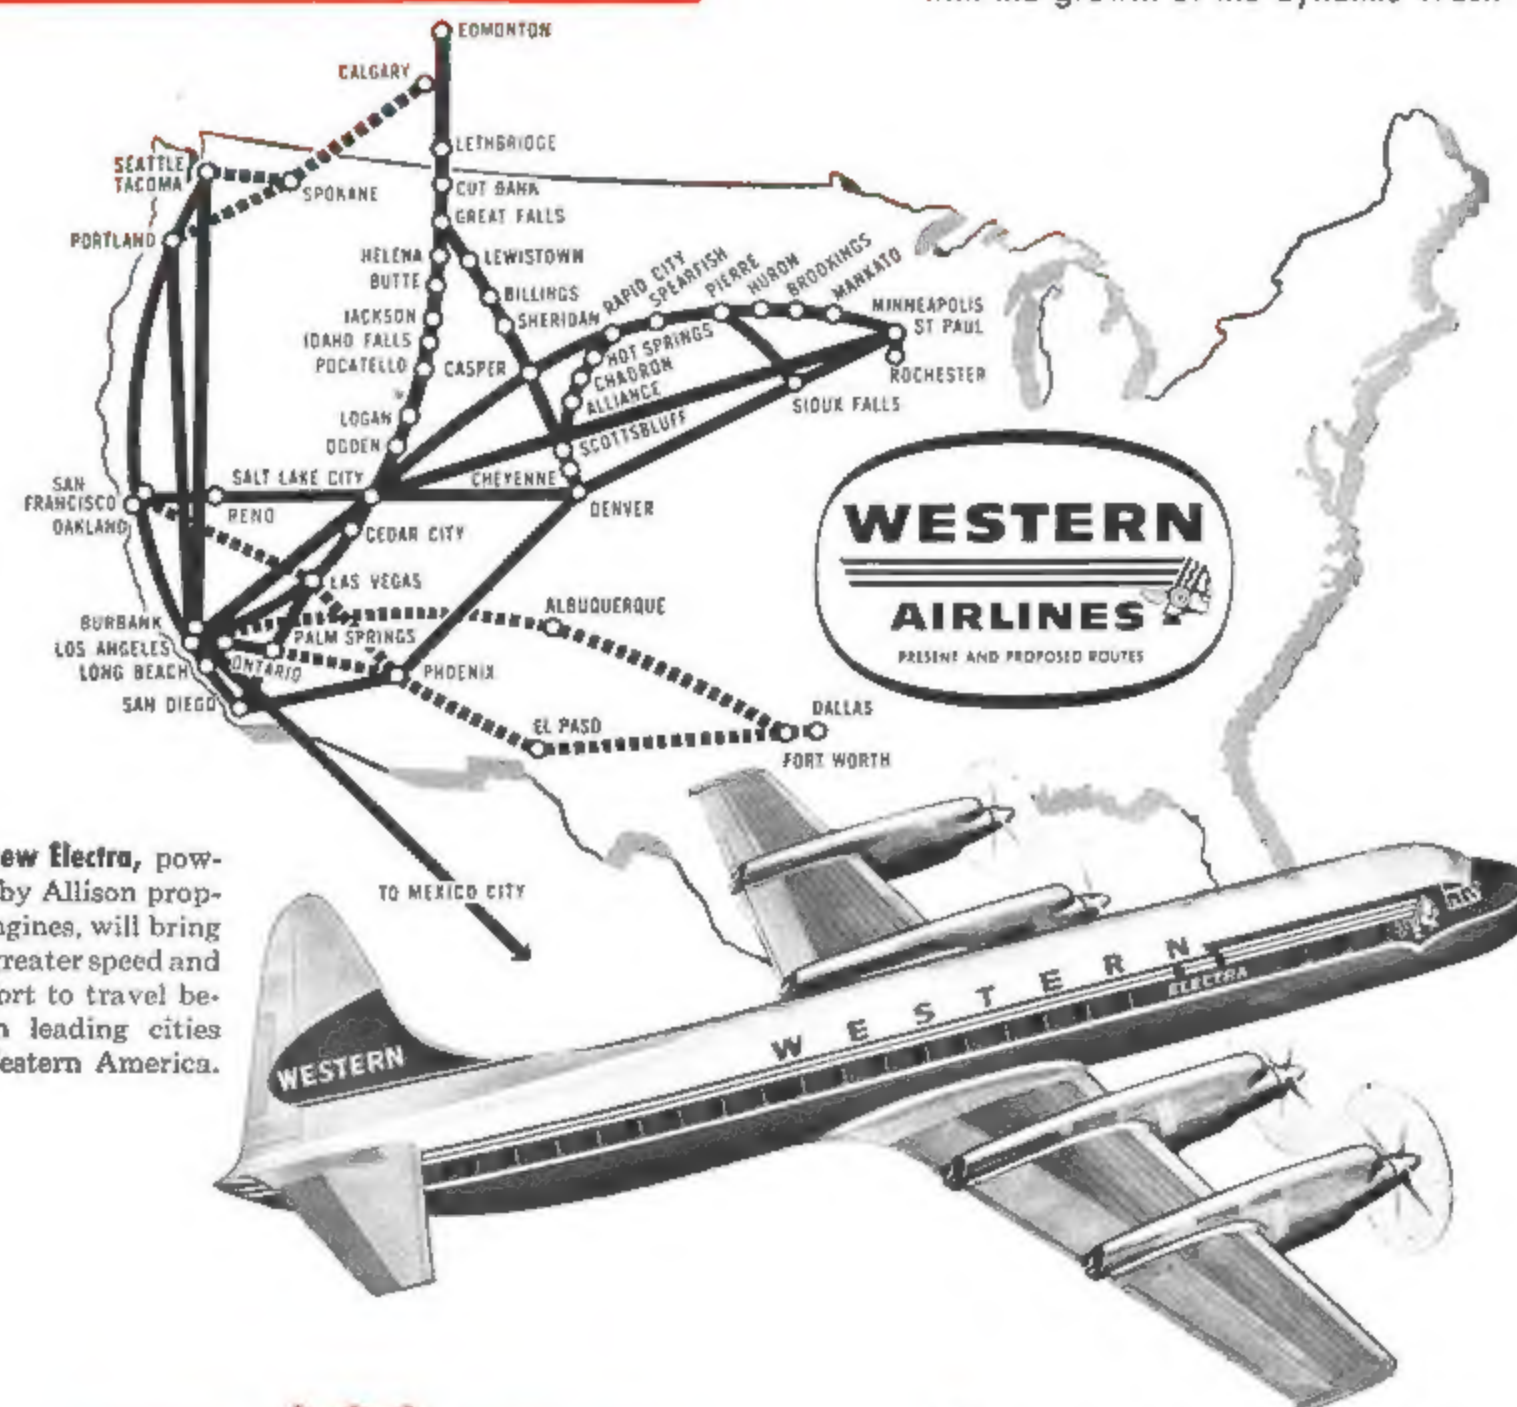 EDMONTON
CALGARY
LETHBRIDGE
SEATTLE
TACOMA
SPOKANE
CUT BANK
GREAT FALLS
PORTLAND
HELENA
LEWISTOWN
BUTTE
BILLINGS
JACKSON
SHERIDAN
RAPID CITY
SPEARFISH
PIERRE
HURON
BROOKINGS
MANKATO
MINNEAPOLIS
ST PAUL
IDAHO FALLS
POCATELLO
CASPER
HOT SPRINGS
CHADRON
ALLIANCE
ROCHESTER
SIOUX FALLS
LOGAN
OGDEN
SCOTTSBLUFF
SALT LAKE CITY
CHEYENNE
SAN
FRANCISCO
OAKLAND
RENO
DENVER
CEDAR CITY
LAS VEGAS
ALBUQUERQUE
BURBANK
LOS ANGELES
LONG BEACH
PALM SPRINGS
ONTARIO
PHOENIX
SAN DIEGO
EL PASO
DALLAS
FORT WORTH
WESTERN
AIRLINES
PRESENT AND PROPOSED ROUTES
TO MEXICO CITY
ew Electra, pow-
by Allison prop-
ngines, will bring
reater speed and
ort to travel be-
n leading cities
estern America.
WESTERN
WESTERN
ELECTRA